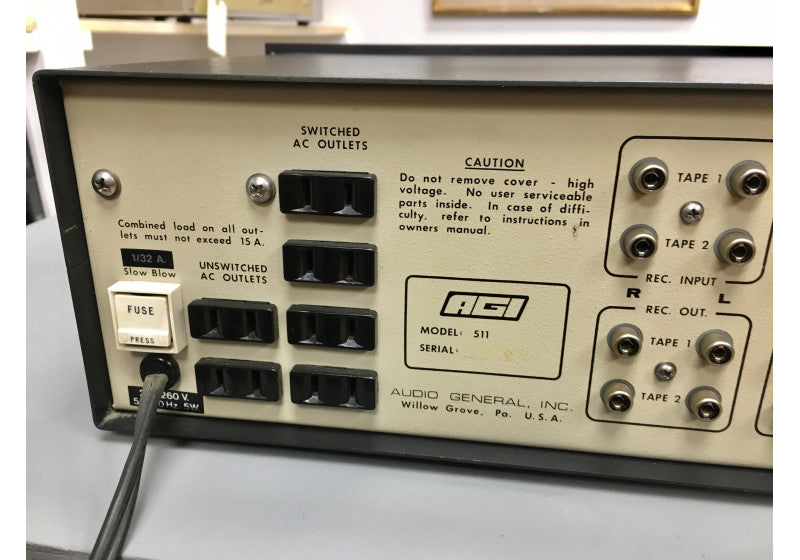 SWITCHED
AC OUTLETS
CAUTION
Do not remove cover - high
voltage. No user serviceable
parts inside. In case of diffi-
culty, refer to instructions in
owners manual.
Combined load on all out-
lets must not exceed 15 A.
1/32 A.
Slow Blow
UNSWITCHED
AC OUTLETS
FUSE
PRESS
260 V.
Hz 5W
AGI
MODEL: 511
SERIAL:
AUDIO GENERAL, INC.
Willow Grove, Pa. U.S.A.
TAPE 1
TAPE 2
REC. INPUT
R L
REC. OUT.
TAPE 1
TAPE 2